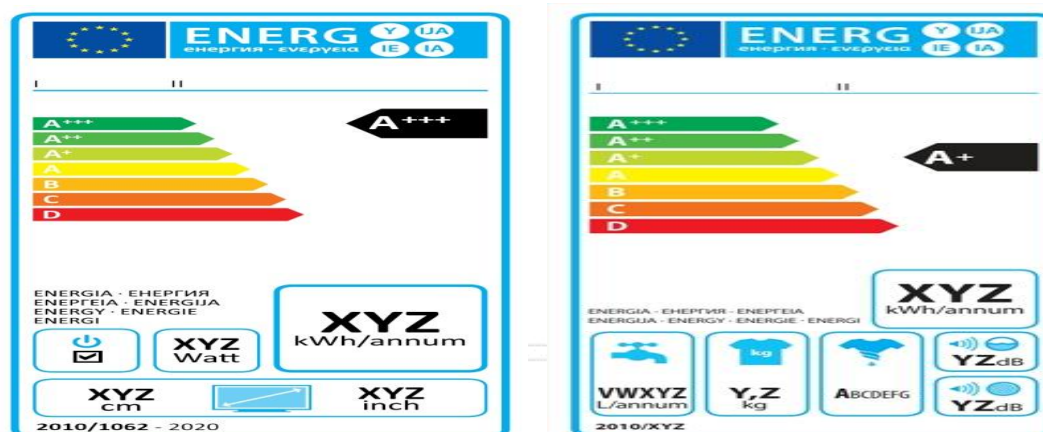 ENERG Y IJA
енергия · ενεργεια IE IA
I II
A+++
A++
A+
A
B
C
D
A+++
ENERGIA · ЕНЕРГИЯ
ΕΝΕΡΓΕΙΑ · ENERGIJA
ENERGY · ENERGIE
ENERGI
XYZ
kWh/annum
XYZ
Watt
XYZ
cm
XYZ
inch
2010/1062 - 2020
ENERG Y IJA
енергия · ενεργεια IE IA
I II
A+++
A++
A+
A
B
C
D
A+
XYZ
kWh/annum
ENERGIA · ЕНЕРГИЯ · ΕΝΕΡΓΕΙΑ
ENERGIJA · ENERGY · ENERGIE · ENERGI
VWXYZ
L/annum
kg
Y,Z
kg
ABCDEFG
YZdB
YZdB
2010/XYZ